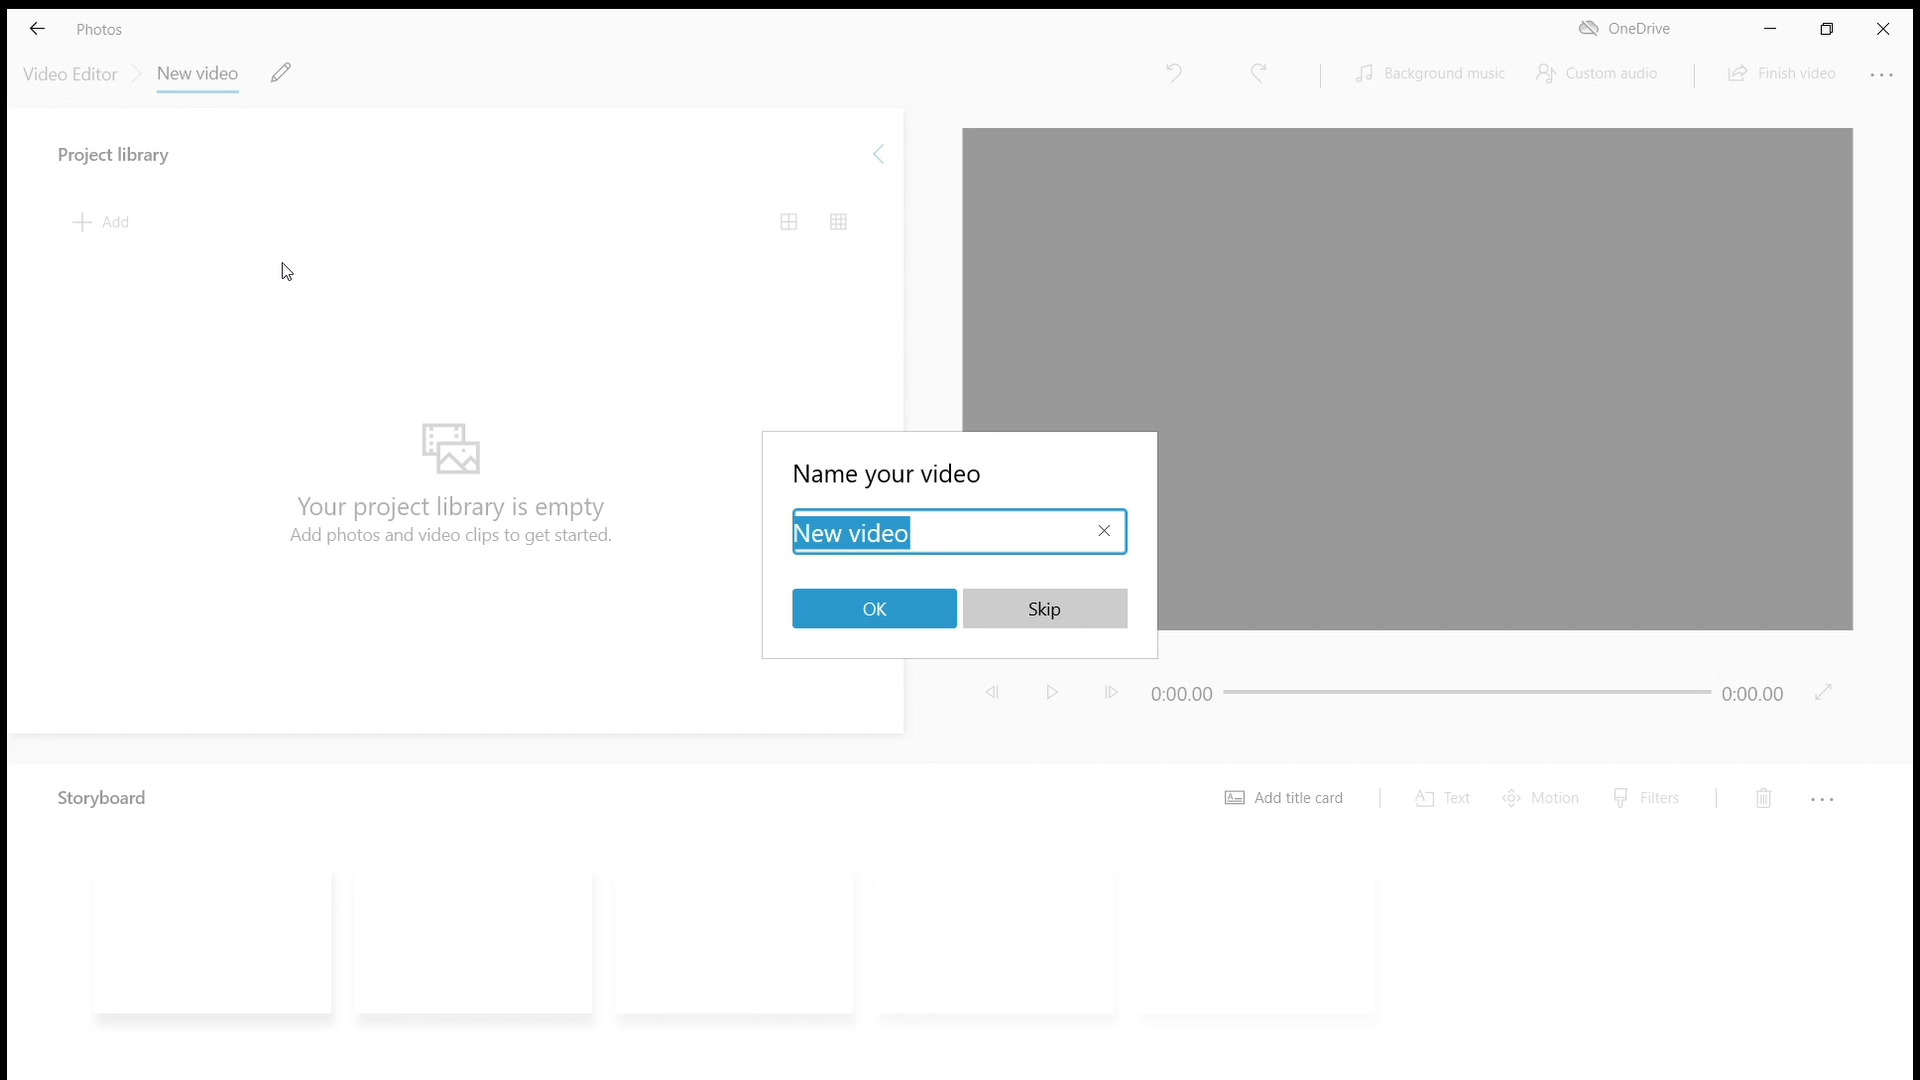 Photos
OneDrive
Video Editor
New video
Background music
Custom audio
Finish video
Project library
Add
Your project library is empty
Add photos and video clips to get started.
Name your video
New video
OK
Skip
0:00.00
0:00.00
Storyboard
Add title card
Text
Motion
Filters